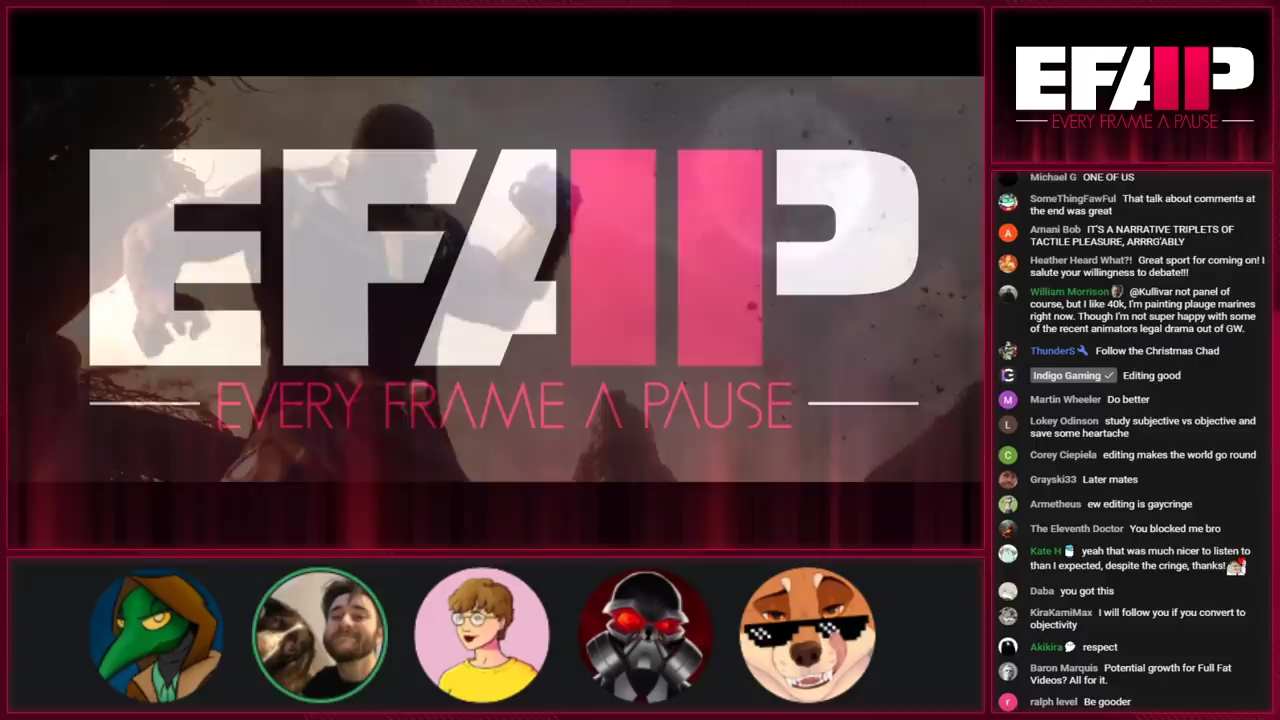 EFAP
EVERY FRAME A PAUSE
EFAP
EVERY FRAME A PAUSE
Michael G ONE OF US
SomeThingFawFul That talk about comments at
the end was great
A
Amani Bob IT'S A NARRATIVE TRIPLETS OF
TACTILE PLEASURE, ARRRG'ABLY
Heather Heard What?! Great sport for coming on! I
salute your willingness to debate!!!
William Morrison @Kullivar not panel of
course, but I like 40k, I'm painting plauge marines
right now. Though I'm not super happy with some
of the recent animators legal drama out of GW.
ThunderS Follow the Christmas Chad
Indigo Gaming Editing good
M
Martin Wheeler Do better
L
Lokey Odinson study subjective vs objective and
save some heartache
C
Corey Ciepiela editing makes the world go round
Grayski33 Later mates
Armetheus ew editing is gaycringe
The Eleventh Doctor You blocked me bro
Kate H yeah that was much nicer to listen to
than I expected, despite the cringe, thanks!
Daba you got this
KiraKamiMax I will follow you if you convert to
objectivity
Akikira respect
Baron Marquis Potential growth for Full Fat
Videos? All for it.
r
ralph level Be gooder